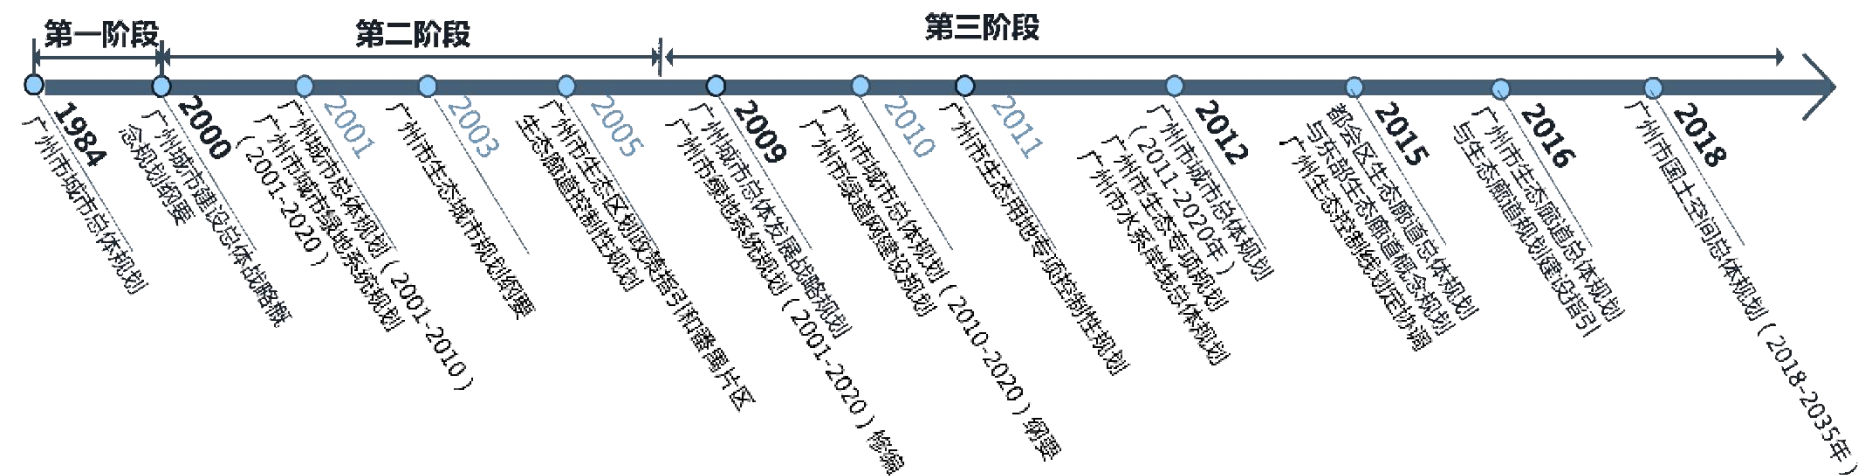 第一阶段
第二阶段
第三阶段
1984
广州市城市总体规划
2000
广州城市建设总体战略概
念规划纲要
2001
广州城市总体规划（2001-2010）
广州市城市绿地系统规划
（2001-2020）
2003
广州市生态城市规划纲要
2005
广州市生态区划政策指引和番禺片区
生态廊道控制性规划
2009
广州城市总体发展战略规划
广州市绿地系统规划（2001-2020）修编
2010
广州市城市总体规划（2010-2020）纲要
广州市绿道网建设规划
2011
广州市生态用地专项控制性规划
2012
广州市城市总体规划
（2011-2020年）
广州市生态专项规划
广州市水系岸线总体规划
2015
都会区生态廊道总体规划
与东部生态廊道概念规划
广州生态控制线划定协调
2016
广州市生态廊道总体规划
与生态廊道规划建设指引
2018
广州市国土空间总体规划（2018-2035年）